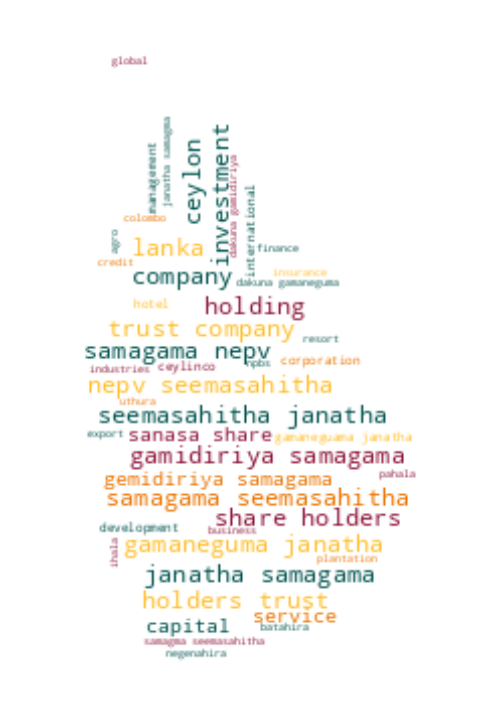 global
management
janatha samagma
ceylon
investment
dakuna gamidiriya
international
colombo
agro
lanka
finance
credit
company
insurance
dakuna gamaneguma
hotel
holding
trust company
resort
samagama nepv
npbs
corporation
industries
ceylinco
nepv seemasahitha
uthura
seemasahitha janatha
export
sanasa share
gamaneguama janatha
gamidiriya samagama
pahala
gemidiriya samagama
samagama seemasahitha
share holders
development
business
ihala
gamaneguma janatha
plantation
janatha samagama
holders trust
service
capital
batahira
samagma seemasahitha
negenahira